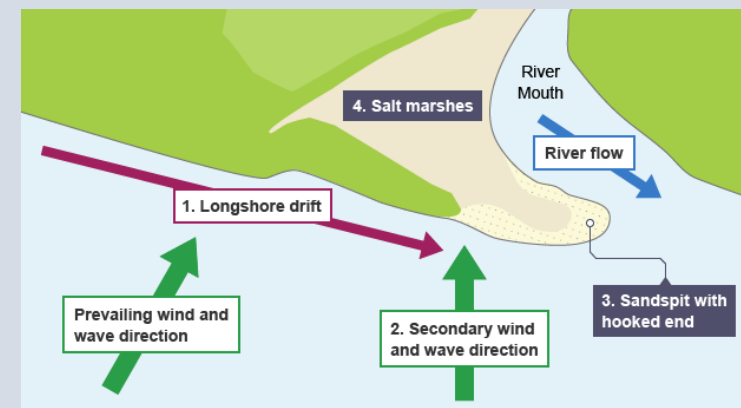 River
Mouth
4. Salt marshes
River flow
1. Longshore drift
Prevailing wind and
wave direction
2. Secondary wind
and wave direction
3. Sandspit with
hooked end